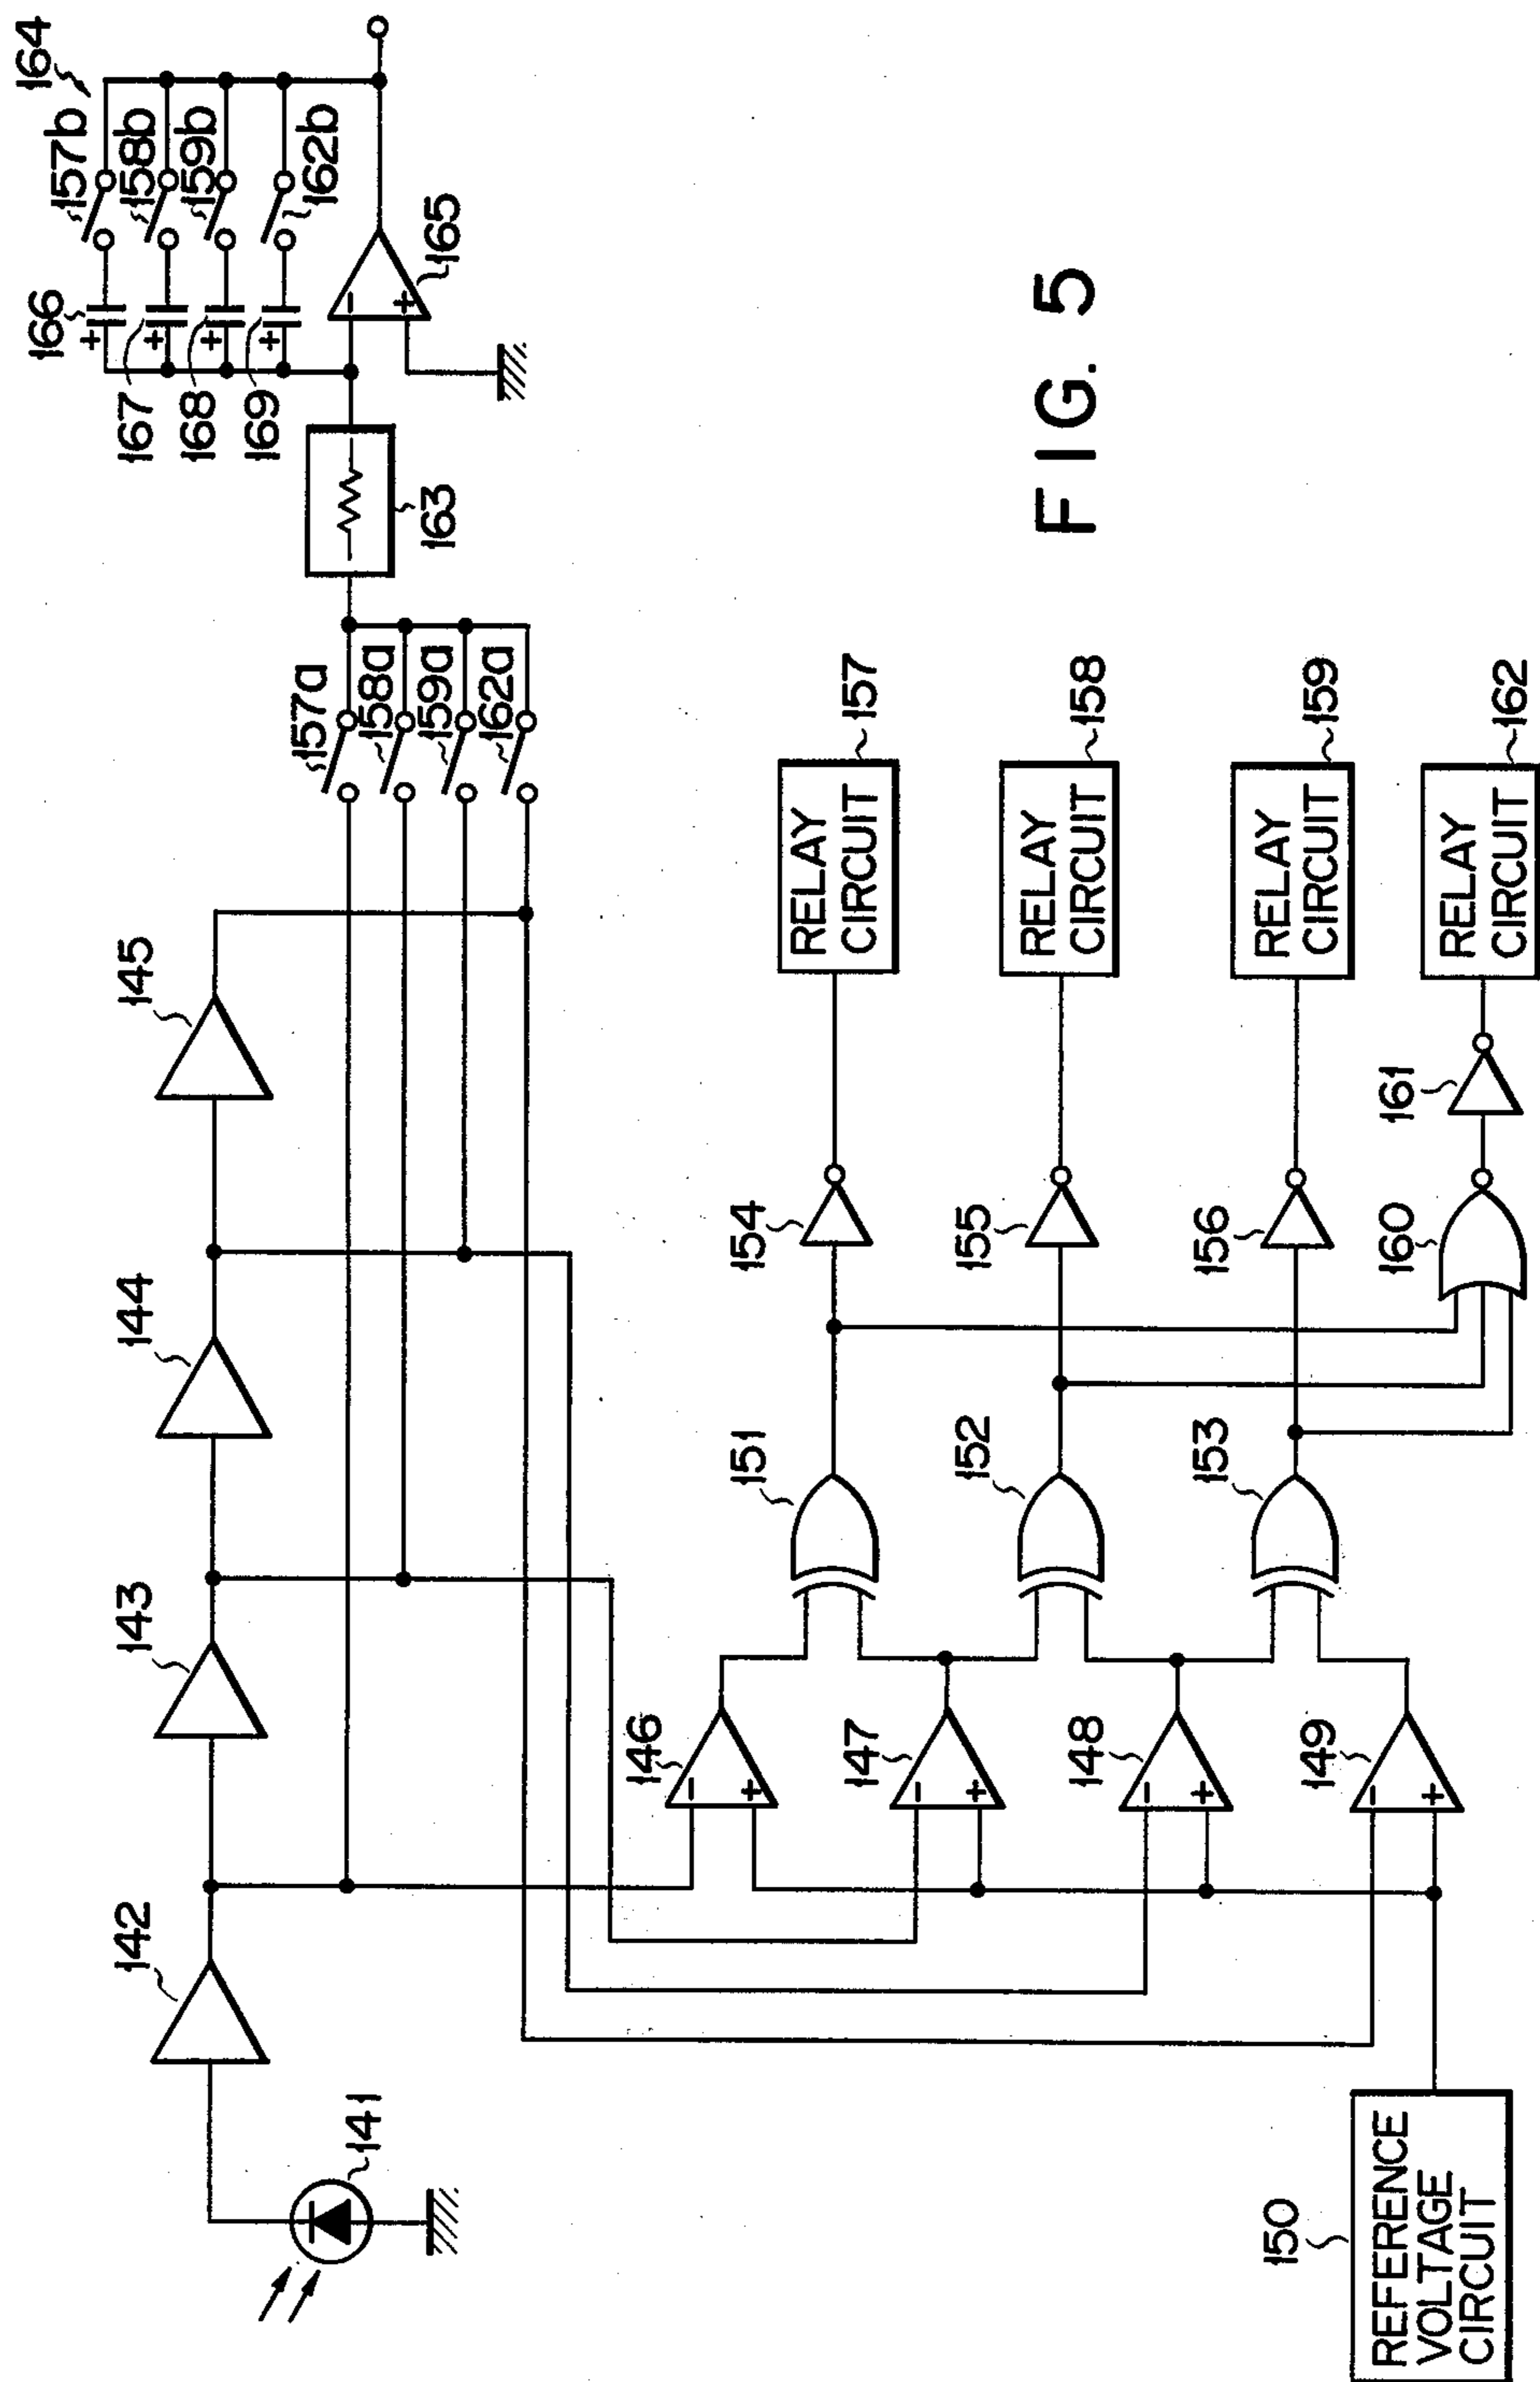 164
157b
158b
159b
162b
166
167
168
169
+
+
+
+
−
+
165
163
157a
158a
159a
162a
145
144
143
142
141
146
− +
147
− +
148
− +
149
− +
150
REFERENCE
VOLTAGE
CIRCUIT
151
152
153
154
155
156
160
161
RELAY
CIRCUIT
157
RELAY
CIRCUIT
158
RELAY
CIRCUIT
159
RELAY
CIRCUIT
162
FIG. 5